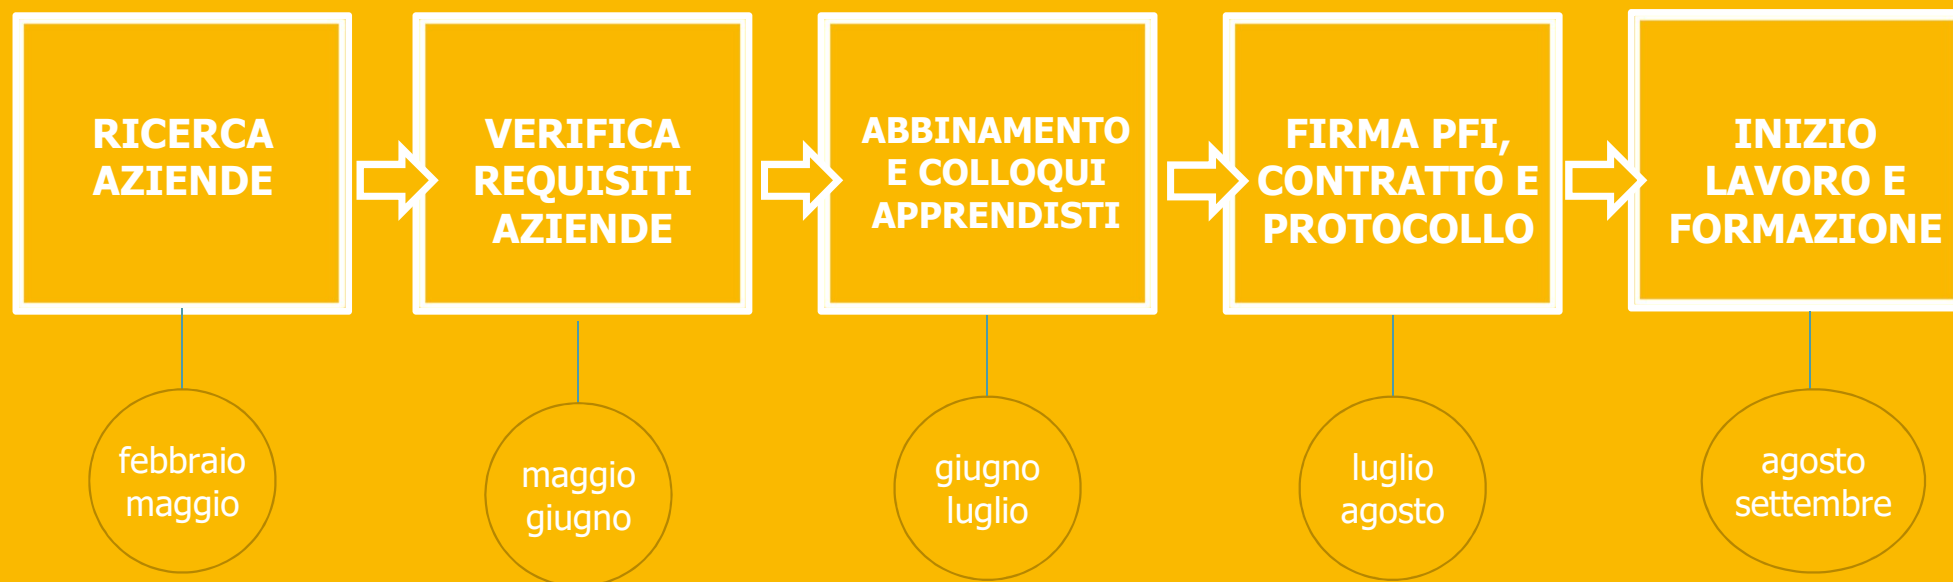 RICERCA
AZIENDE
VERIFICA
REQUISITI
AZIENDE
ABBINAMENTO
E COLLOQUI
APPRENDISTI
FIRMA PFI,
CONTRATTO E
PROTOCOLLO
INIZIO
LAVORO E
FORMAZIONE
febbraio
maggio
maggio
giugno
giugno
luglio
luglio
agosto
agosto
settembre